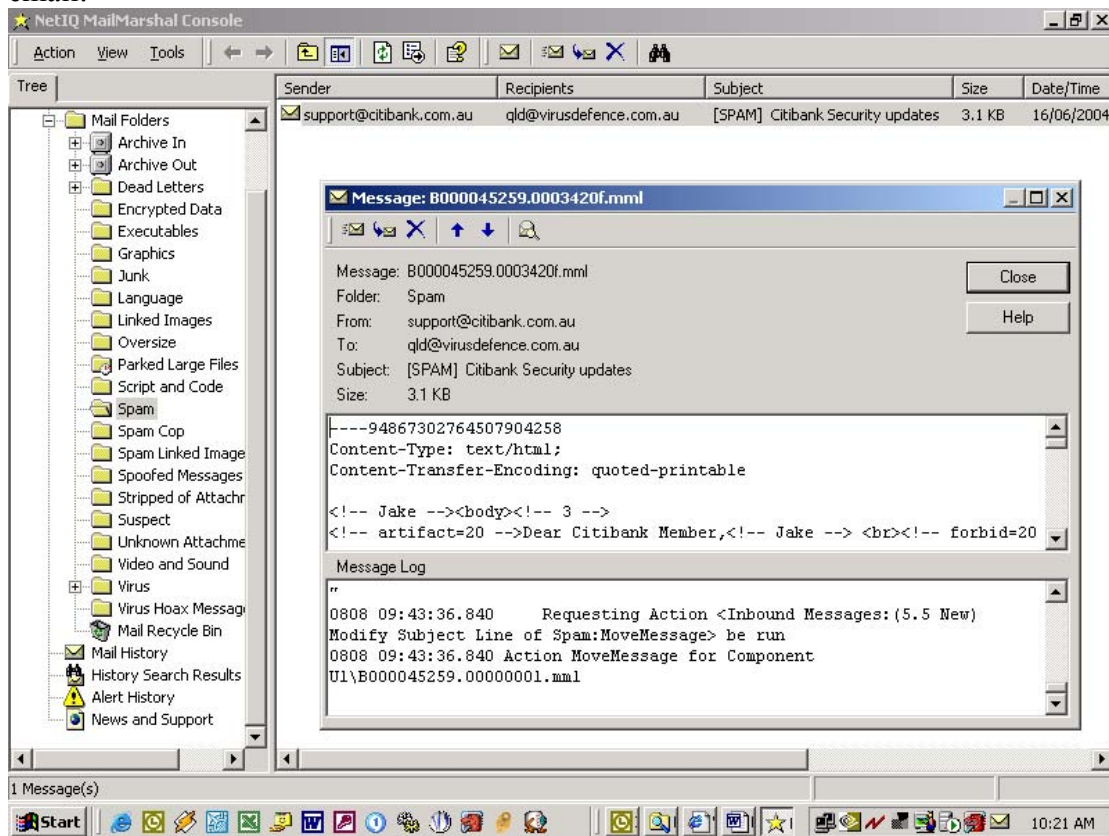 email.
NetIQ MailMarshal Console
Action View Tools
Tree
Sender Recipients Subject Size Date/Time
support@citibank.com.au qld@virusdefence.com.au [SPAM] Citibank Security updates 3.1 KB 16/06/2004
Mail Folders
Archive In
Archive Out
Dead Letters
Encrypted Data
Executables
Graphics
Junk
Language
Linked Images
Oversize
Parked Large Files
Script and Code
Spam
Spam Cop
Spam Linked Image
Spoofed Messages
Stripped of Attachr
Suspect
Unknown Attachme
Video and Sound
Virus
Virus Hoax Messag
Mail Recycle Bin
Mail History
History Search Results
Alert History
News and Support
Message: B000045259.0003420f.mml
Message: B000045259.0003420f.mml
Folder: Spam
From: support@citibank.com.au
To: qld@virusdefence.com.au
Subject: [SPAM] Citibank Security updates
Size: 3.1 KB
Close
Help
----94867302764507904258
Content-Type: text/html;
Content-Transfer-Encoding: quoted-printable
<!-- Jake --><body><!-- 3 -->
<!-- artifact=20 -->Dear Citibank Member,<!-- Jake --> <br><!-- forbid=20
Message Log
"
0808 09:43:36.840 Requesting Action <Inbound Messages:(5.5 New)
Modify Subject Line of Spam:MoveMessage> be run
0808 09:43:36.840 Action MoveMessage for Component
U1\B000045259.00000001.mml
1 Message(s)
Start
10:21 AM